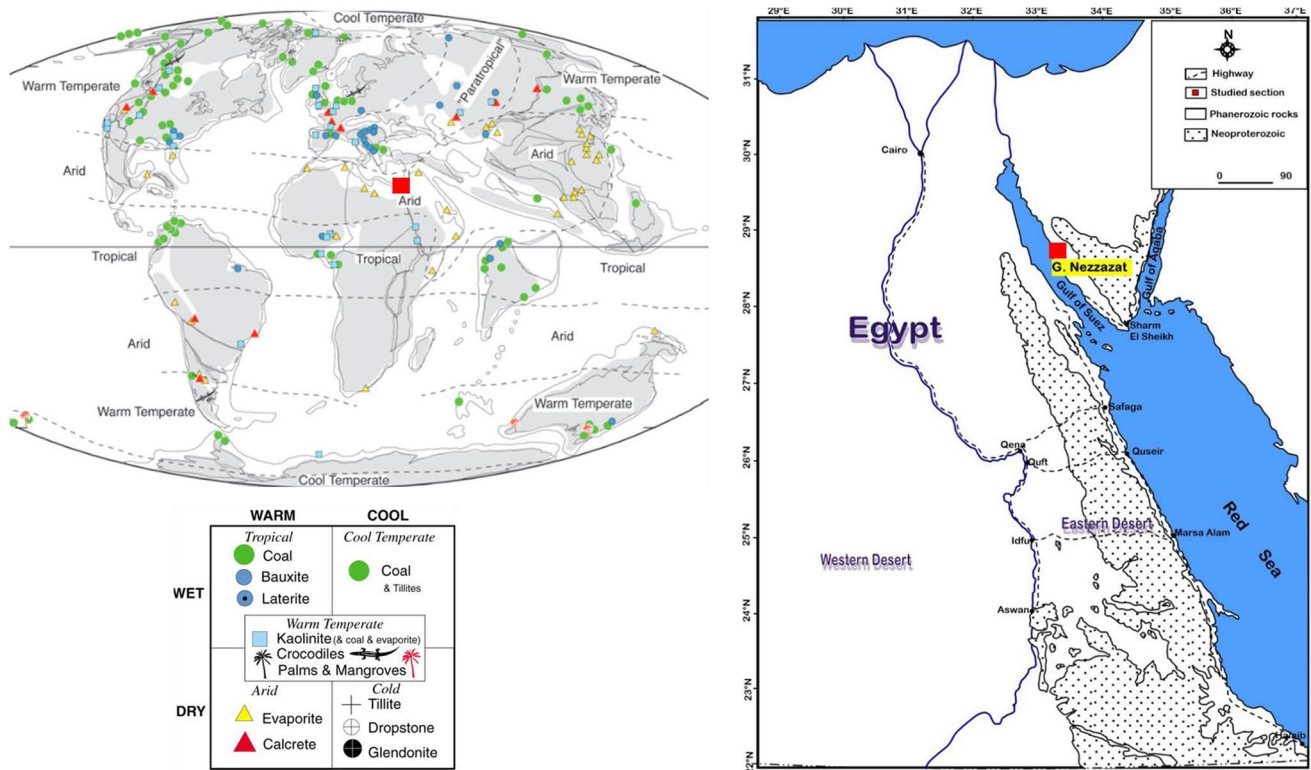 Cool Temperate
Warm Temperate
"Paratropical"
Warm Temperate
Arid
Arid
Arid
Tropical
Tropical
Tropical
Arid
Arid
Warm Temperate
Warm Temperate
Cool Temperate
WARM
COOL
WET
DRY
Tropical
Coal
Bauxite
Laterite
Cool Temperate
Coal
& Tillites
Warm Temperate
Kaolinite (& coal & evaporite)
Crocodiles
Palms & Mangroves
Arid
Evaporite
Calcrete
Cold
Tillite
Dropstone
Glendonite
29°E
30°E
31°E
32°E
33°E
34°E
35°E
36°E
37°E
31°N
30°N
29°N
28°N
27°N
26°N
25°N
24°N
23°N
22°N
N
Highway
Studied section
Phanerozoic rocks
Neoproterozoic
0 90
Cairo
G. Nezzazat
Gulf of Aqaba
Gulf of Suez
Sharm
El Sheikh
Egypt
Safaga
Qena
Quft
Quseir
Red Sea
Eastern Desert
Idfu
Marsa Alam
Western Desert
Aswan